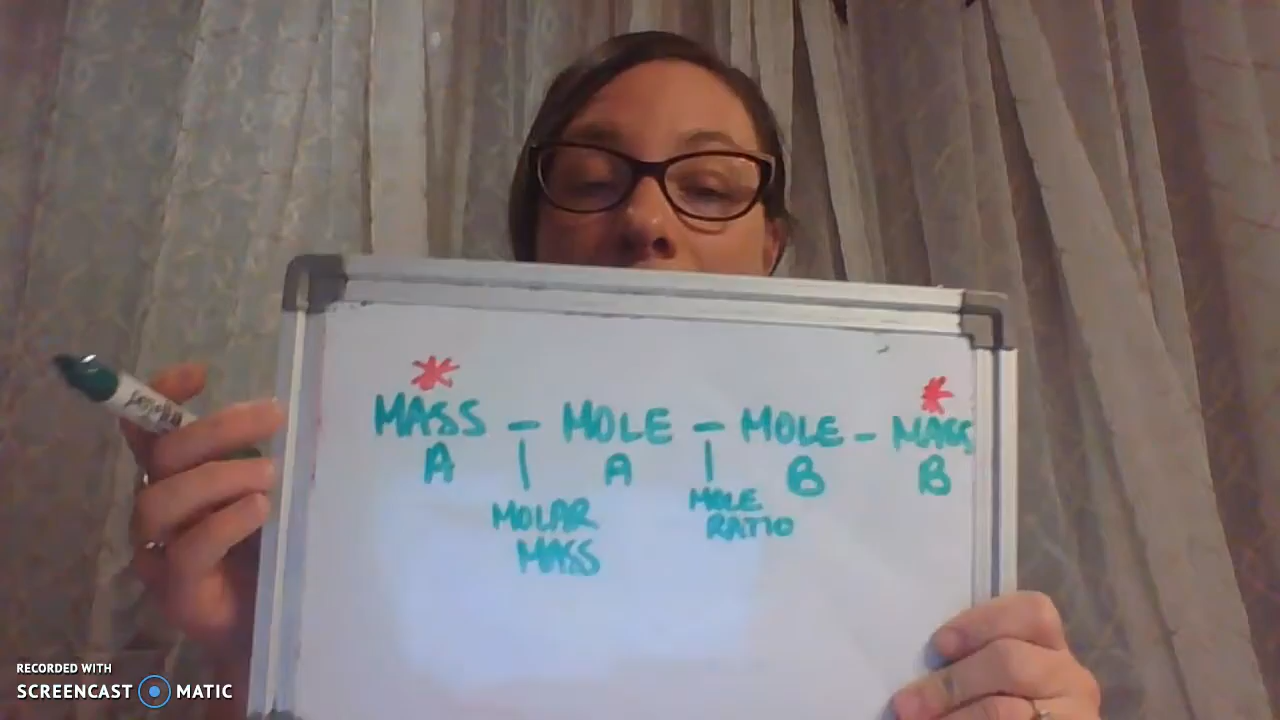 * *
MASS – MOLE – MOLE – MASS
A | A | B B
MOLAR MOLE
MASS RATIO
RECORDED WITH
SCREENCAST MATIC